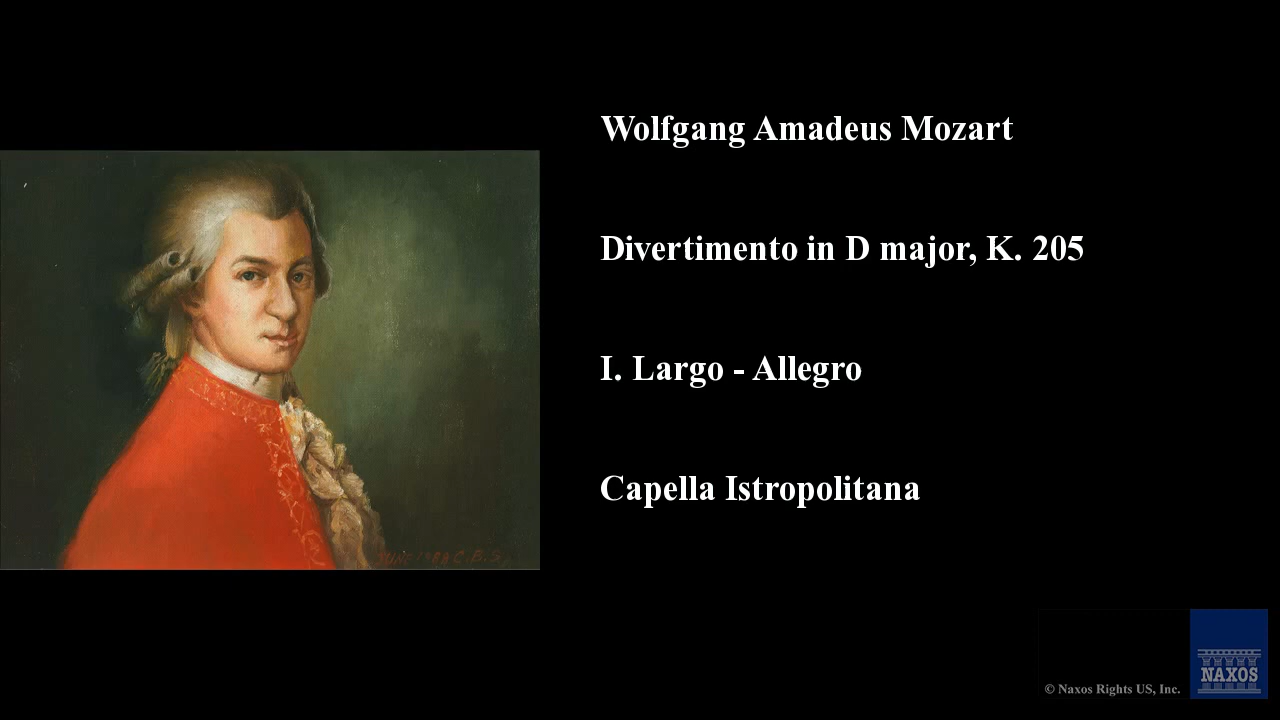 Wolfgang Amadeus Mozart
Divertimento in D major, K. 205
I. Largo - Allegro
Capella Istropolitana
© Naxos Rights US, Inc.
NAXOS